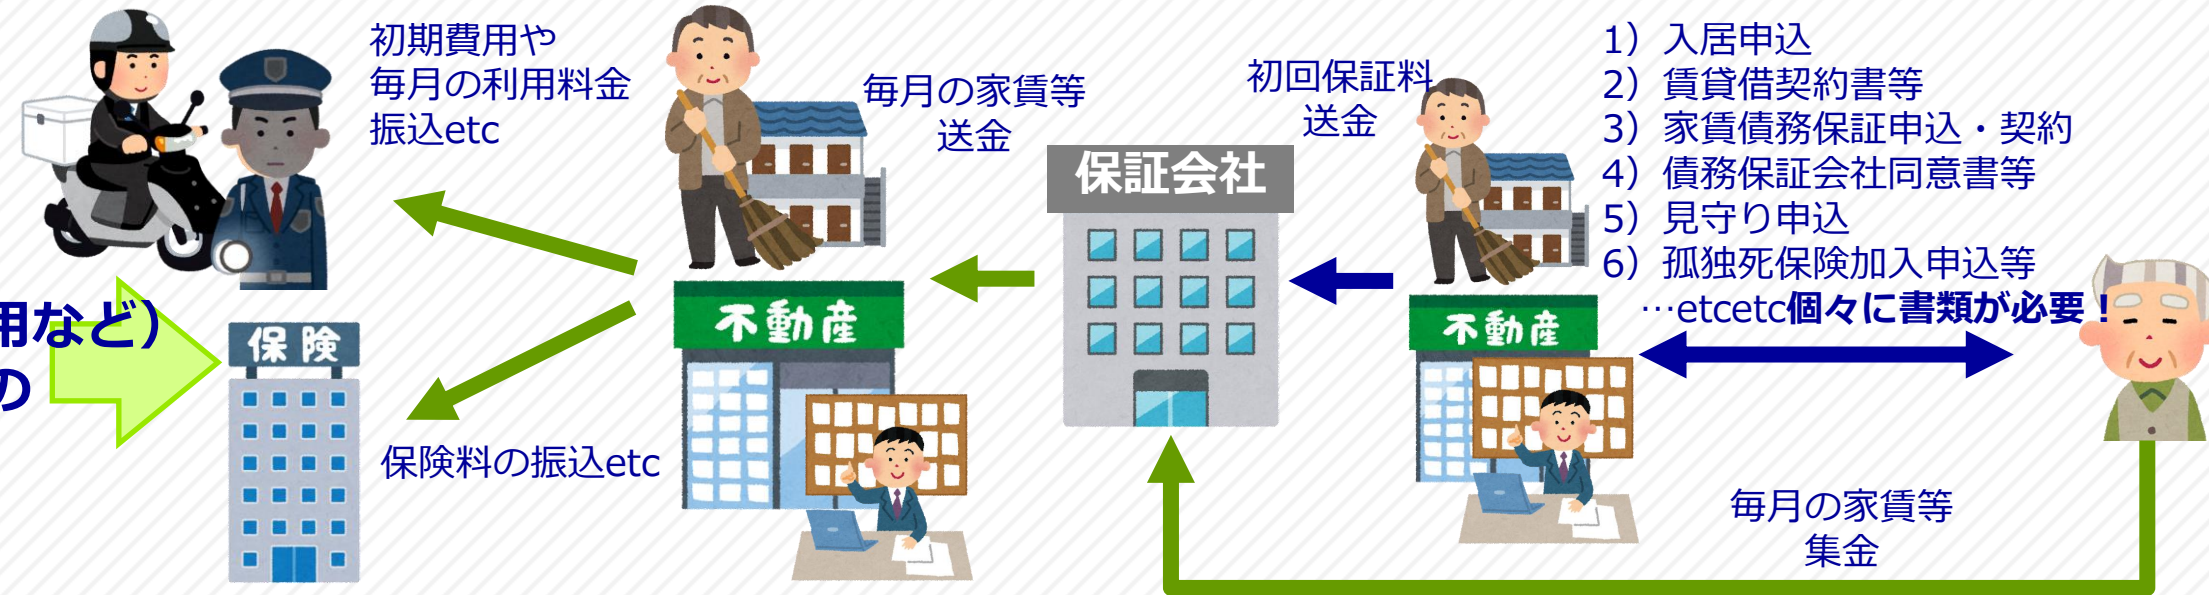 初期費用や
毎月の利用料金
振込etc
毎月の家賃等
送金
初回保証料
送金
1）入居申込
2）賃貸借契約書等
3）家賃債務保証申込・契約
4）債務保証会社同意書等
5）見守り申込
6）孤独死保険加入申込等
…etcetc個々に書類が必要！
保証会社
用など）
の
保険
不動産
不動産
保険料の振込etc
毎月の家賃等
集金